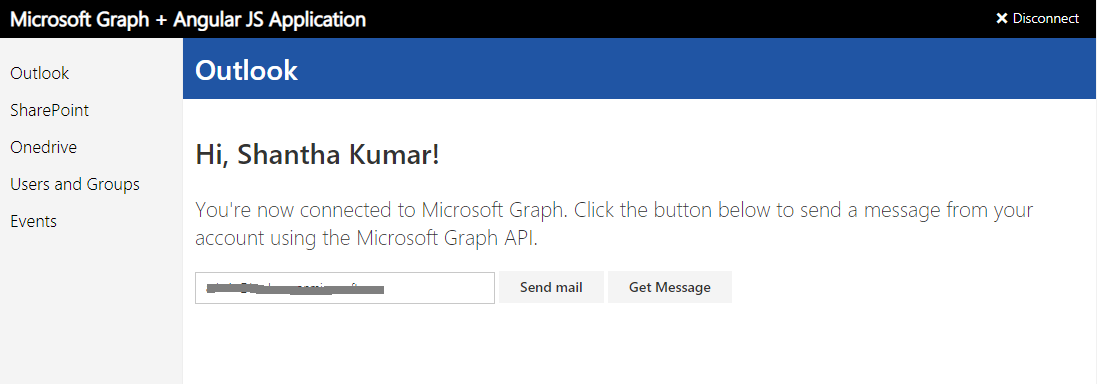 Microsoft Graph + Angular JS Application
✕ Disconnect
Outlook
SharePoint
Onedrive
Users and Groups
Events
Outlook
Hi, Shantha Kumar!
You're now connected to Microsoft Graph. Click the button below to send a message from your
account using the Microsoft Graph API.
Send mail
Get Message